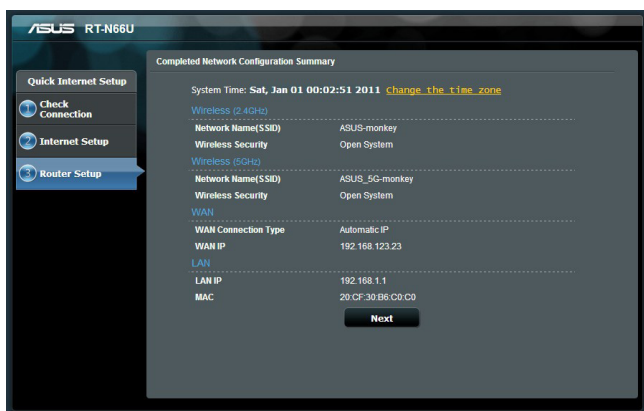 ASUS RT-N66U
Completed Network Configuration Summary
Quick Internet Setup
1 Check Connection
2 Internet Setup
3 Router Setup
System Time: Sat, Jan 01 00:02:51 2011 Change the time zone
Wireless (2.4GHz)
Network Name(SSID) ASUS-monkey
Wireless Security Open System
Wireless (5GHz)
Network Name(SSID) ASUS_5G-monkey
Wireless Security Open System
WAN
WAN Connection Type Automatic IP
WAN IP 192.168.123.23
LAN
LAN IP 192.168.1.1
MAC 20:CF:30:B6:C0:C0
Next